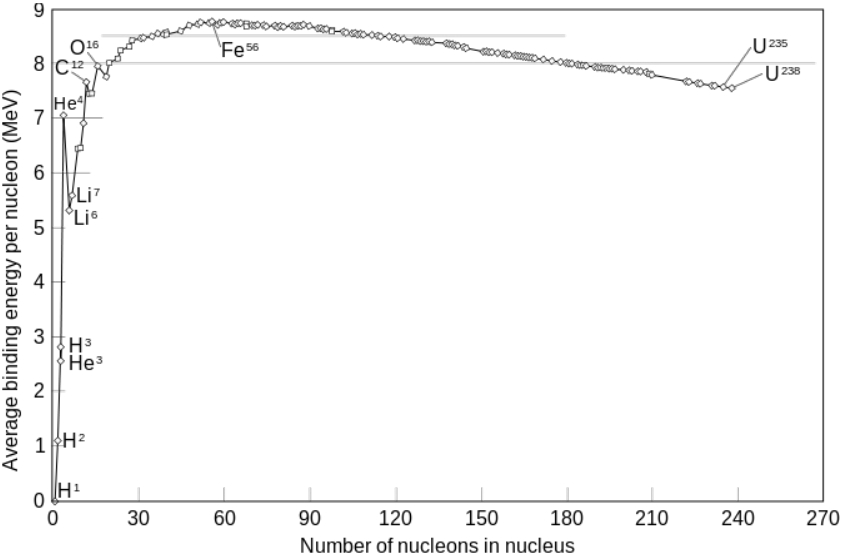 9
8
7
6
5
4
3
2
1
0
Average binding energy per nucleon (MeV)
O¹⁶
C¹²
He⁴
Fe⁵⁶
U²³⁵
U²³⁸
Li⁷
Li⁶
H³
He³
H²
H¹
0 30 60 90 120 150 180 210 240 270
Number of nucleons in nucleus